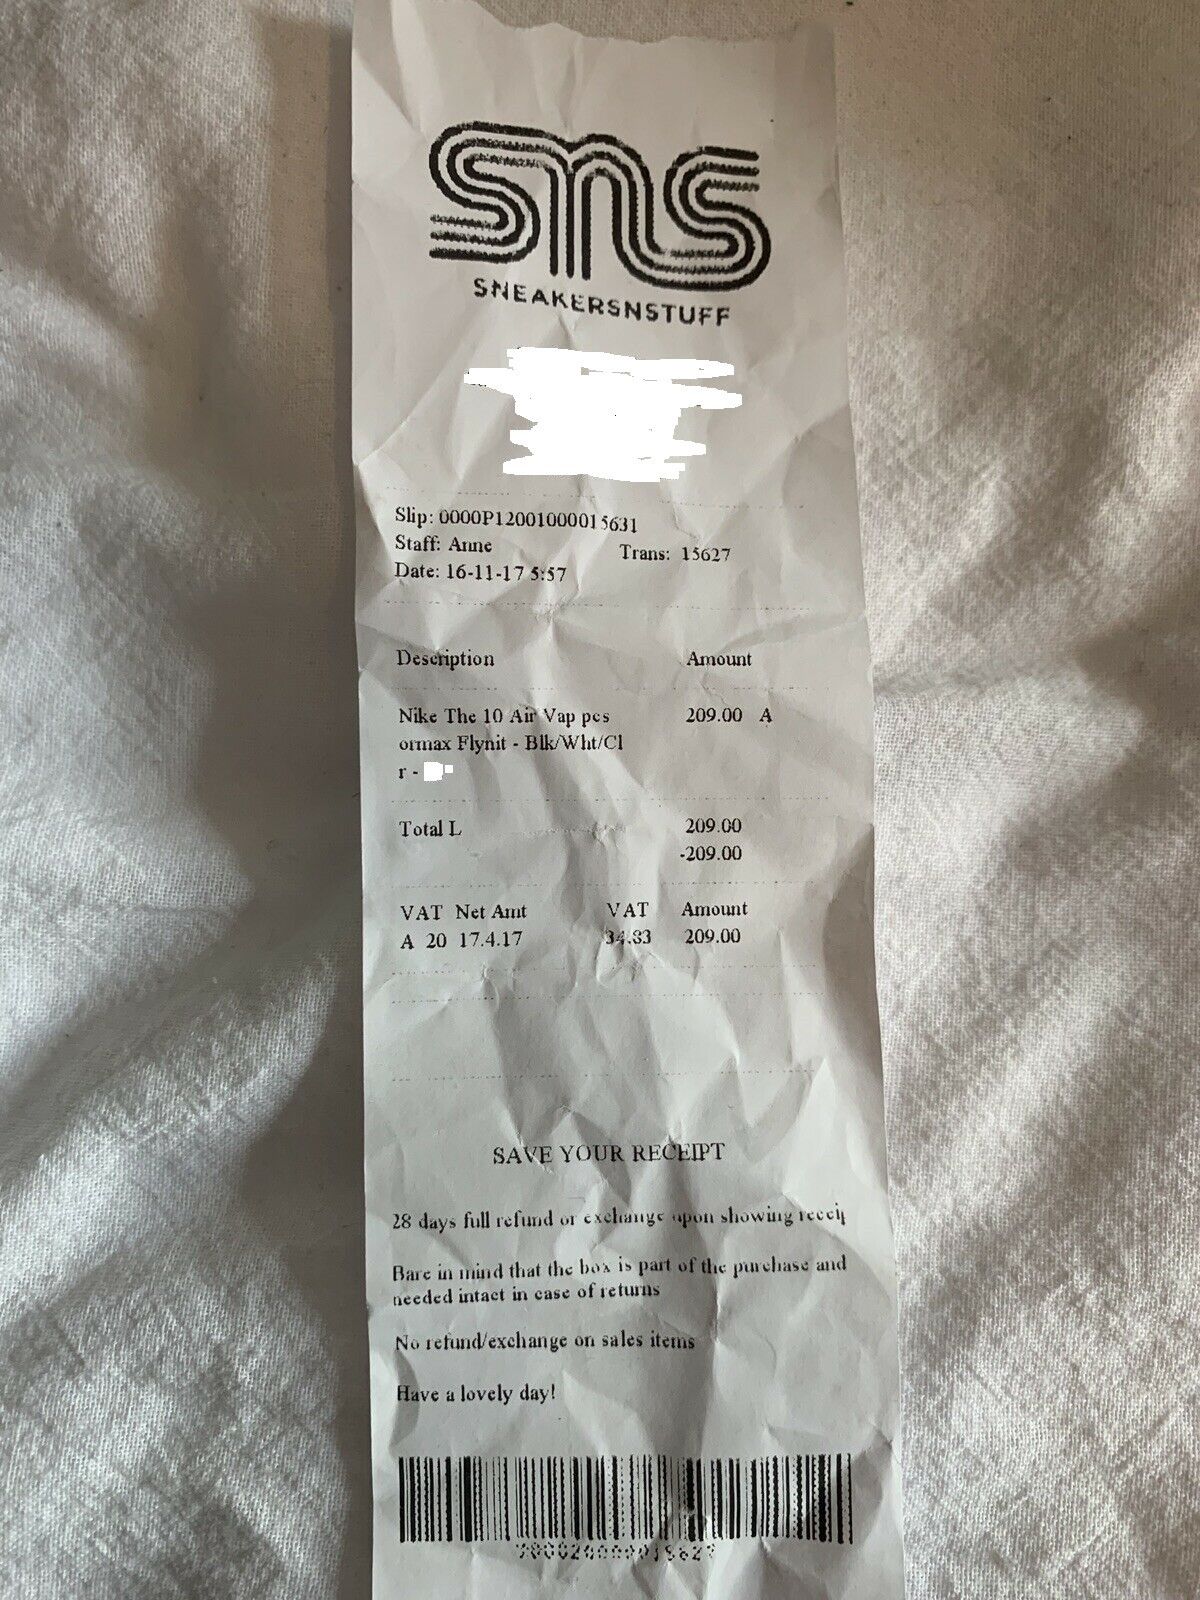 sns
SNEAKERSNSTUFF
Slip: 0000P12001000015631
Staff: Anne Trans: 15627
Date: 16-11-17 5:57
Description Amount
Nike The 10 Air Vap pcs 209.00 A
ormax Flynit - Blk/Wht/Cl
r -
Total L 209.00
-209.00
VAT Net Amt VAT Amount
A 20 17.4.17 34.83 209.00
SAVE YOUR RECEIPT
28 days full refund or exchange upon showing receip
Bare in mind that the box is part of the purchase and
needed intact in case of returns
No refund/exchange on sales items
Have a lovely day!